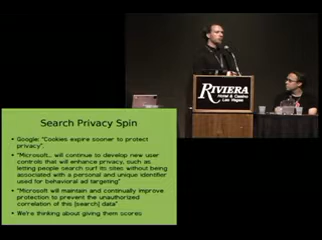 RIVIERA
Hotel & Casino
Las Vegas
Search Privacy Spin
Google: "Cookies expire sooner to protect
privacy".
"Microsoft... will continue to develop new user
controls that will enhance privacy, such as
letting people search surf its sites without being
associated with a personal and unique identifier
used for behavioral ad targeting"
"Microsoft will maintain and continually improve
protection to prevent the unauthorized
correlation of this [search] data"
We're thinking about giving them scores